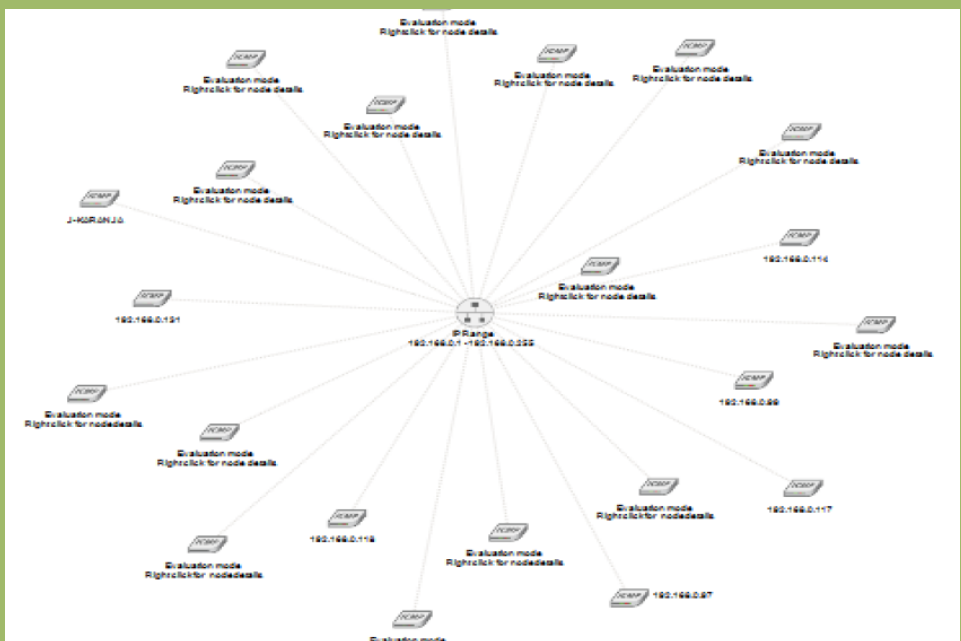 Evaluation mode
Rightclick for node details
ICMP
Evaluation mode
Rightclick for node details
ICMP
Evaluation mode
Rightclick for node details
ICMP
Evaluation mode
Rightclick for node details
ICMP
Evaluation mode
Rightclick for node details
ICMP
Evaluation mode
Rightclick for node details
ICMP
Evaluation mode
Rightclick for node details
ICMP
J-KARANJA
ICMP
192.168.0.114
ICMP
Evaluation mode
Rightclick for node details
ICMP
192.168.0.131
IP Range
192.168.0.1 -192.168.0.255
ICMP
Evaluation mode
Rightclick for node details
ICMP
ICMP
Evaluation mode
Rightclick for nodedetails
ICMP
Evaluation mode
Rightclick for node details
ICMP
Evaluation mode
Rightclick for nodedetails
ICMP
192.168.0.117
ICMP
192.168.0.118
ICMP
Evaluation mode
Rightclick for nodedetails
ICMP
Evaluation mode
Rightclick for nodedetails
ICMP
192.168.0.97
ICMP
Evaluation mode